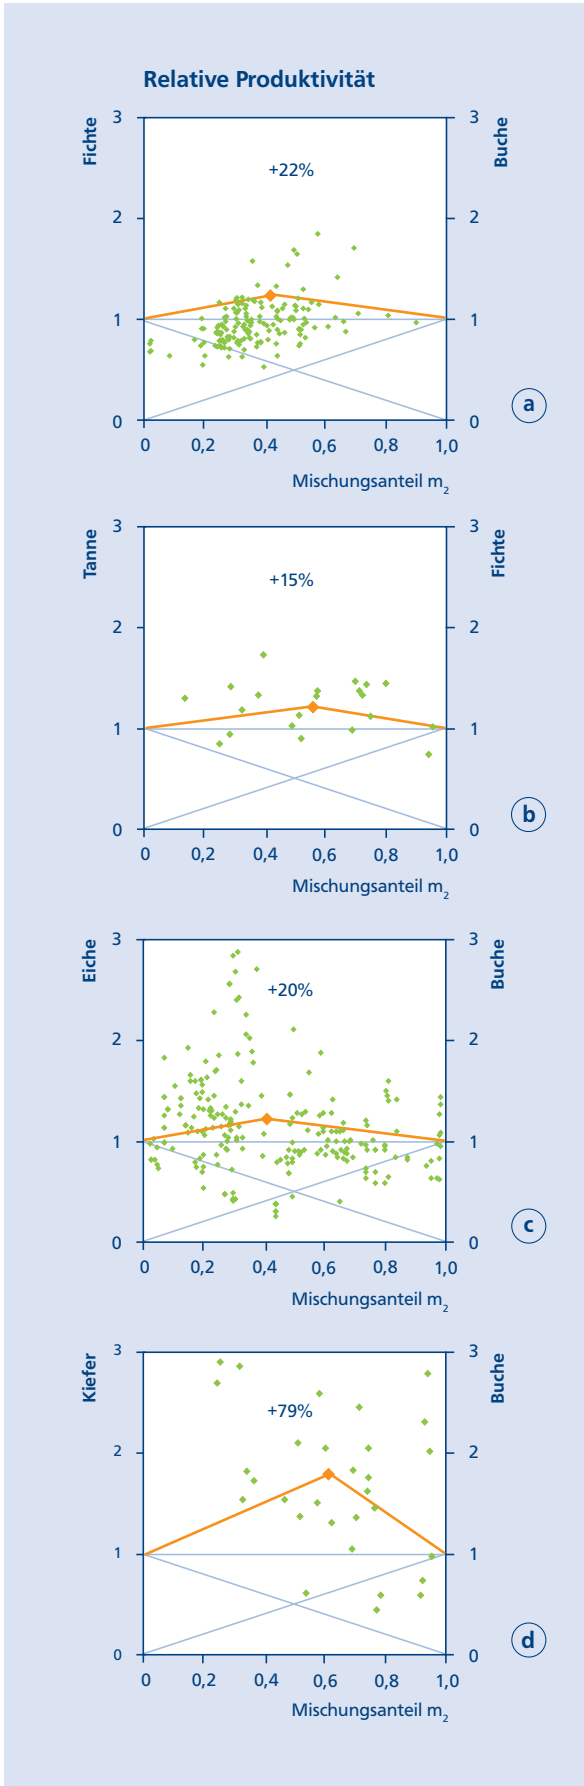 Relative Produktivität
Fichte
Buche
3
3
+22%
2
2
1
1
0
0
a
0 0,2 0,4 0,6 0,8 1,0
Mischungsanteil m2
Tanne
Fichte
3
3
+15%
2
2
1
1
0
0
b
0 0,2 0,4 0,6 0,8 1,0
Mischungsanteil m2
Eiche
Buche
3
3
+20%
2
2
1
1
0
0
c
0 0,2 0,4 0,6 0,8 1,0
Mischungsanteil m2
Kiefer
Buche
3
3
+79%
2
2
1
1
1
0
d
0 0,2 0,4 0,6 0,8 1,0
Mischungsanteil m2